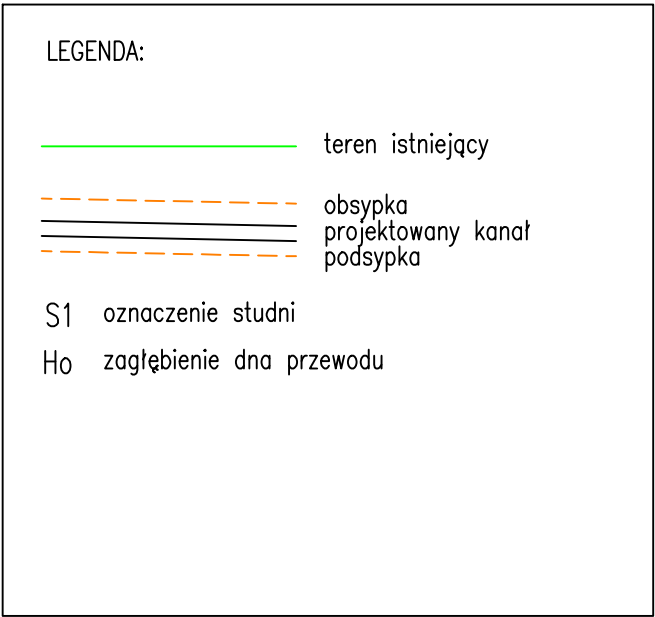 LEGENDA:
teren istniejący
obsypka
projektowany kanał
podsypka
S1 oznaczenie studni
Ho zagłębienie dna przewodu